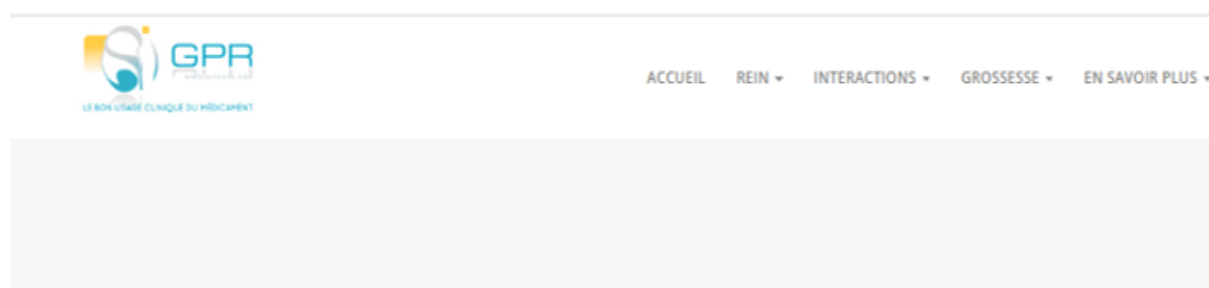 GPR
LE BON USAGE CLINIQUE DU MÉDICAMENT
ACCUEIL REIN INTERACTIONS GROSSESSE EN SAVOIR PLUS